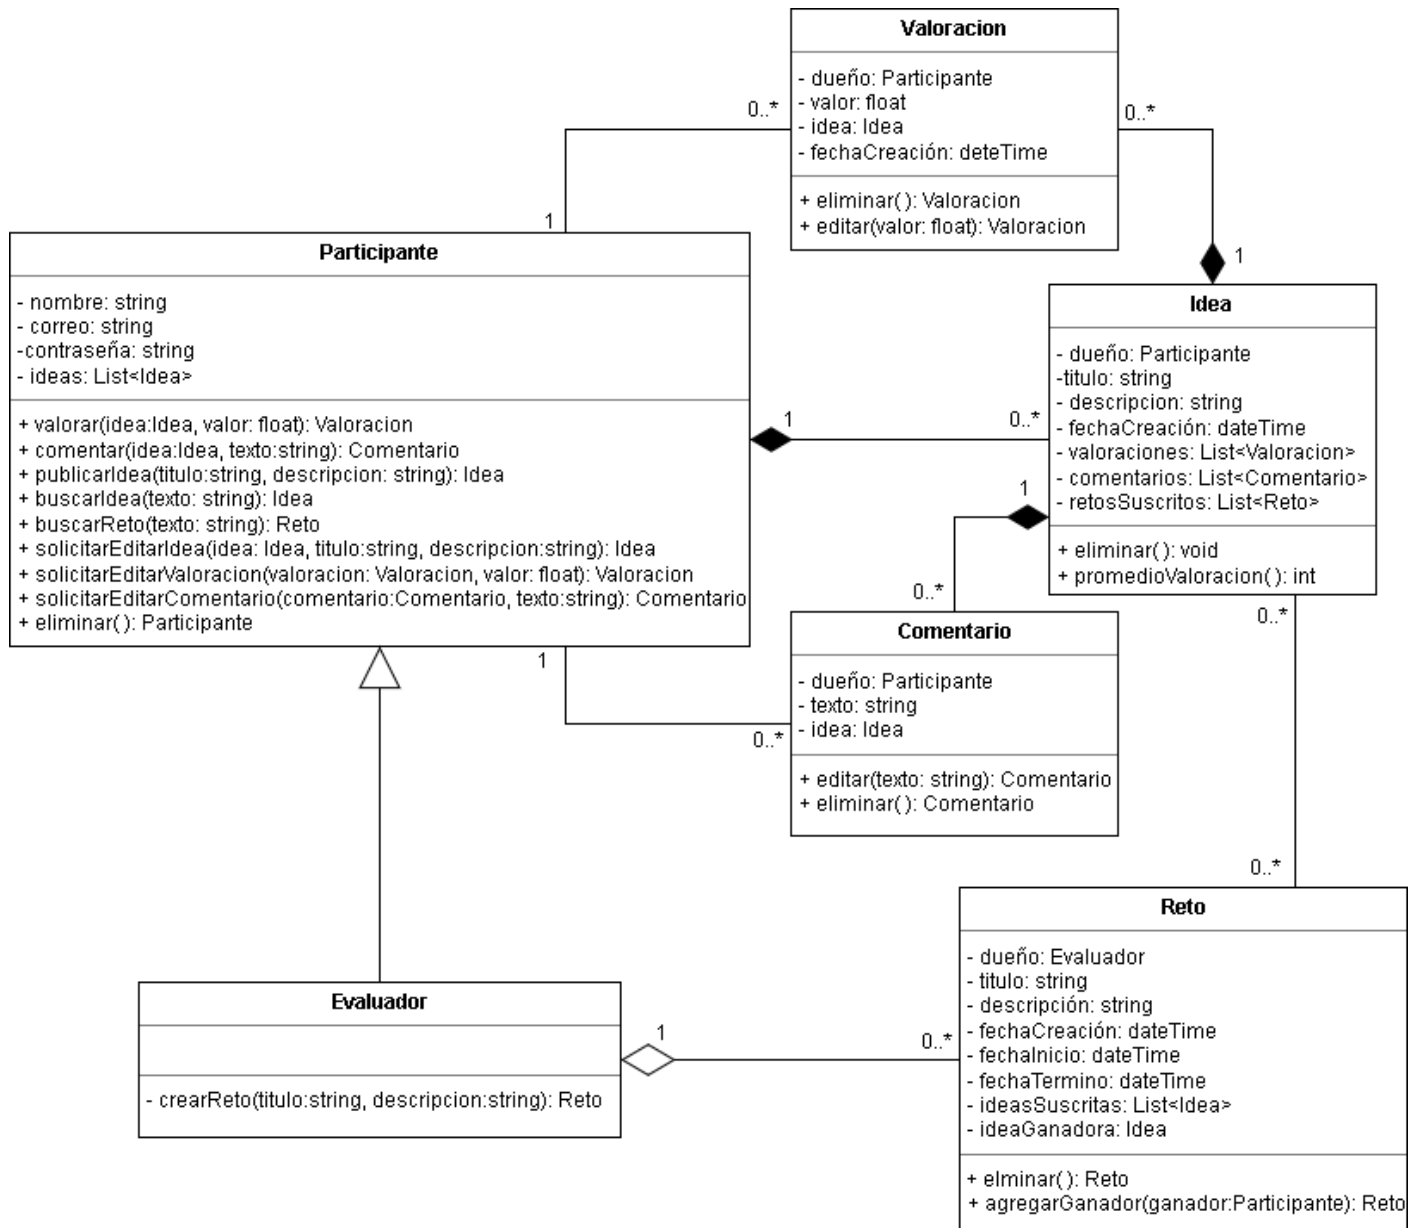 Valoracion
- dueño: Participante
- valor: float
- idea: Idea
- fechaCreación: deteTime
+ eliminar( ): Valoracion
+ editar(valor: float): Valoracion
0..*
0..*
1
1
Participante
- nombre: string
- correo: string
-contraseña: string
- ideas: List<Idea>
+ valorar(idea:Idea, valor: float): Valoracion
+ comentar(idea:Idea, texto:string): Comentario
+ publicarIdea(titulo:string, descripcion: string): Idea
+ buscarIdea(texto: string): Idea
+ buscarReto(texto: string): Reto
+ solicitarEditarIdea(idea: Idea, titulo:string, descripcion:string): Idea
+ solicitarEditarValoracion(valoracion: Valoracion, valor: float): Valoracion
+ solicitarEditarComentario(comentario:Comentario, texto:string): Comentario
+ eliminar( ): Participante
1
0..*
Idea
- dueño: Participante
-titulo: string
- descripcion: string
- fechaCreación: dateTime
- valoraciones: List<Valoracion>
- comentarios: List<Comentario>
- retosSuscritos: List<Reto>
+ eliminar( ): void
+ promedioValoracion( ): int
1
0..*
0..*
Comentario
- dueño: Participante
- texto: string
- idea: Idea
+ editar(texto: string): Comentario
+ eliminar( ): Comentario
1
0..*
0..*
Reto
- dueño: Evaluador
- titulo: string
- descripción: string
- fechaCreación: dateTime
- fechaInicio: dateTime
- fechaTermino: dateTime
- ideasSuscritas: List<Idea>
- ideaGanadora: Idea
+ elminar( ): Reto
+ agregarGanador(ganador:Participante): Reto
Evaluador
- crearReto(titulo:string, descripcion:string): Reto
1
0..*